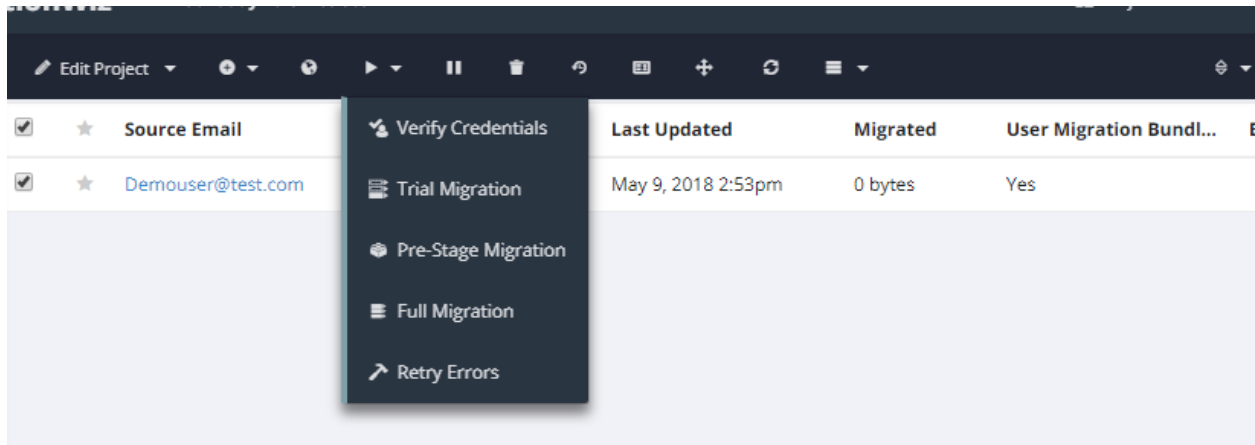 Edit Project
Source Email
Last Updated
Migrated
User Migration Bundl...
Demouser@test.com
May 9, 2018 2:53pm
0 bytes
Yes
Verify Credentials
Trial Migration
Pre-Stage Migration
Full Migration
Retry Errors